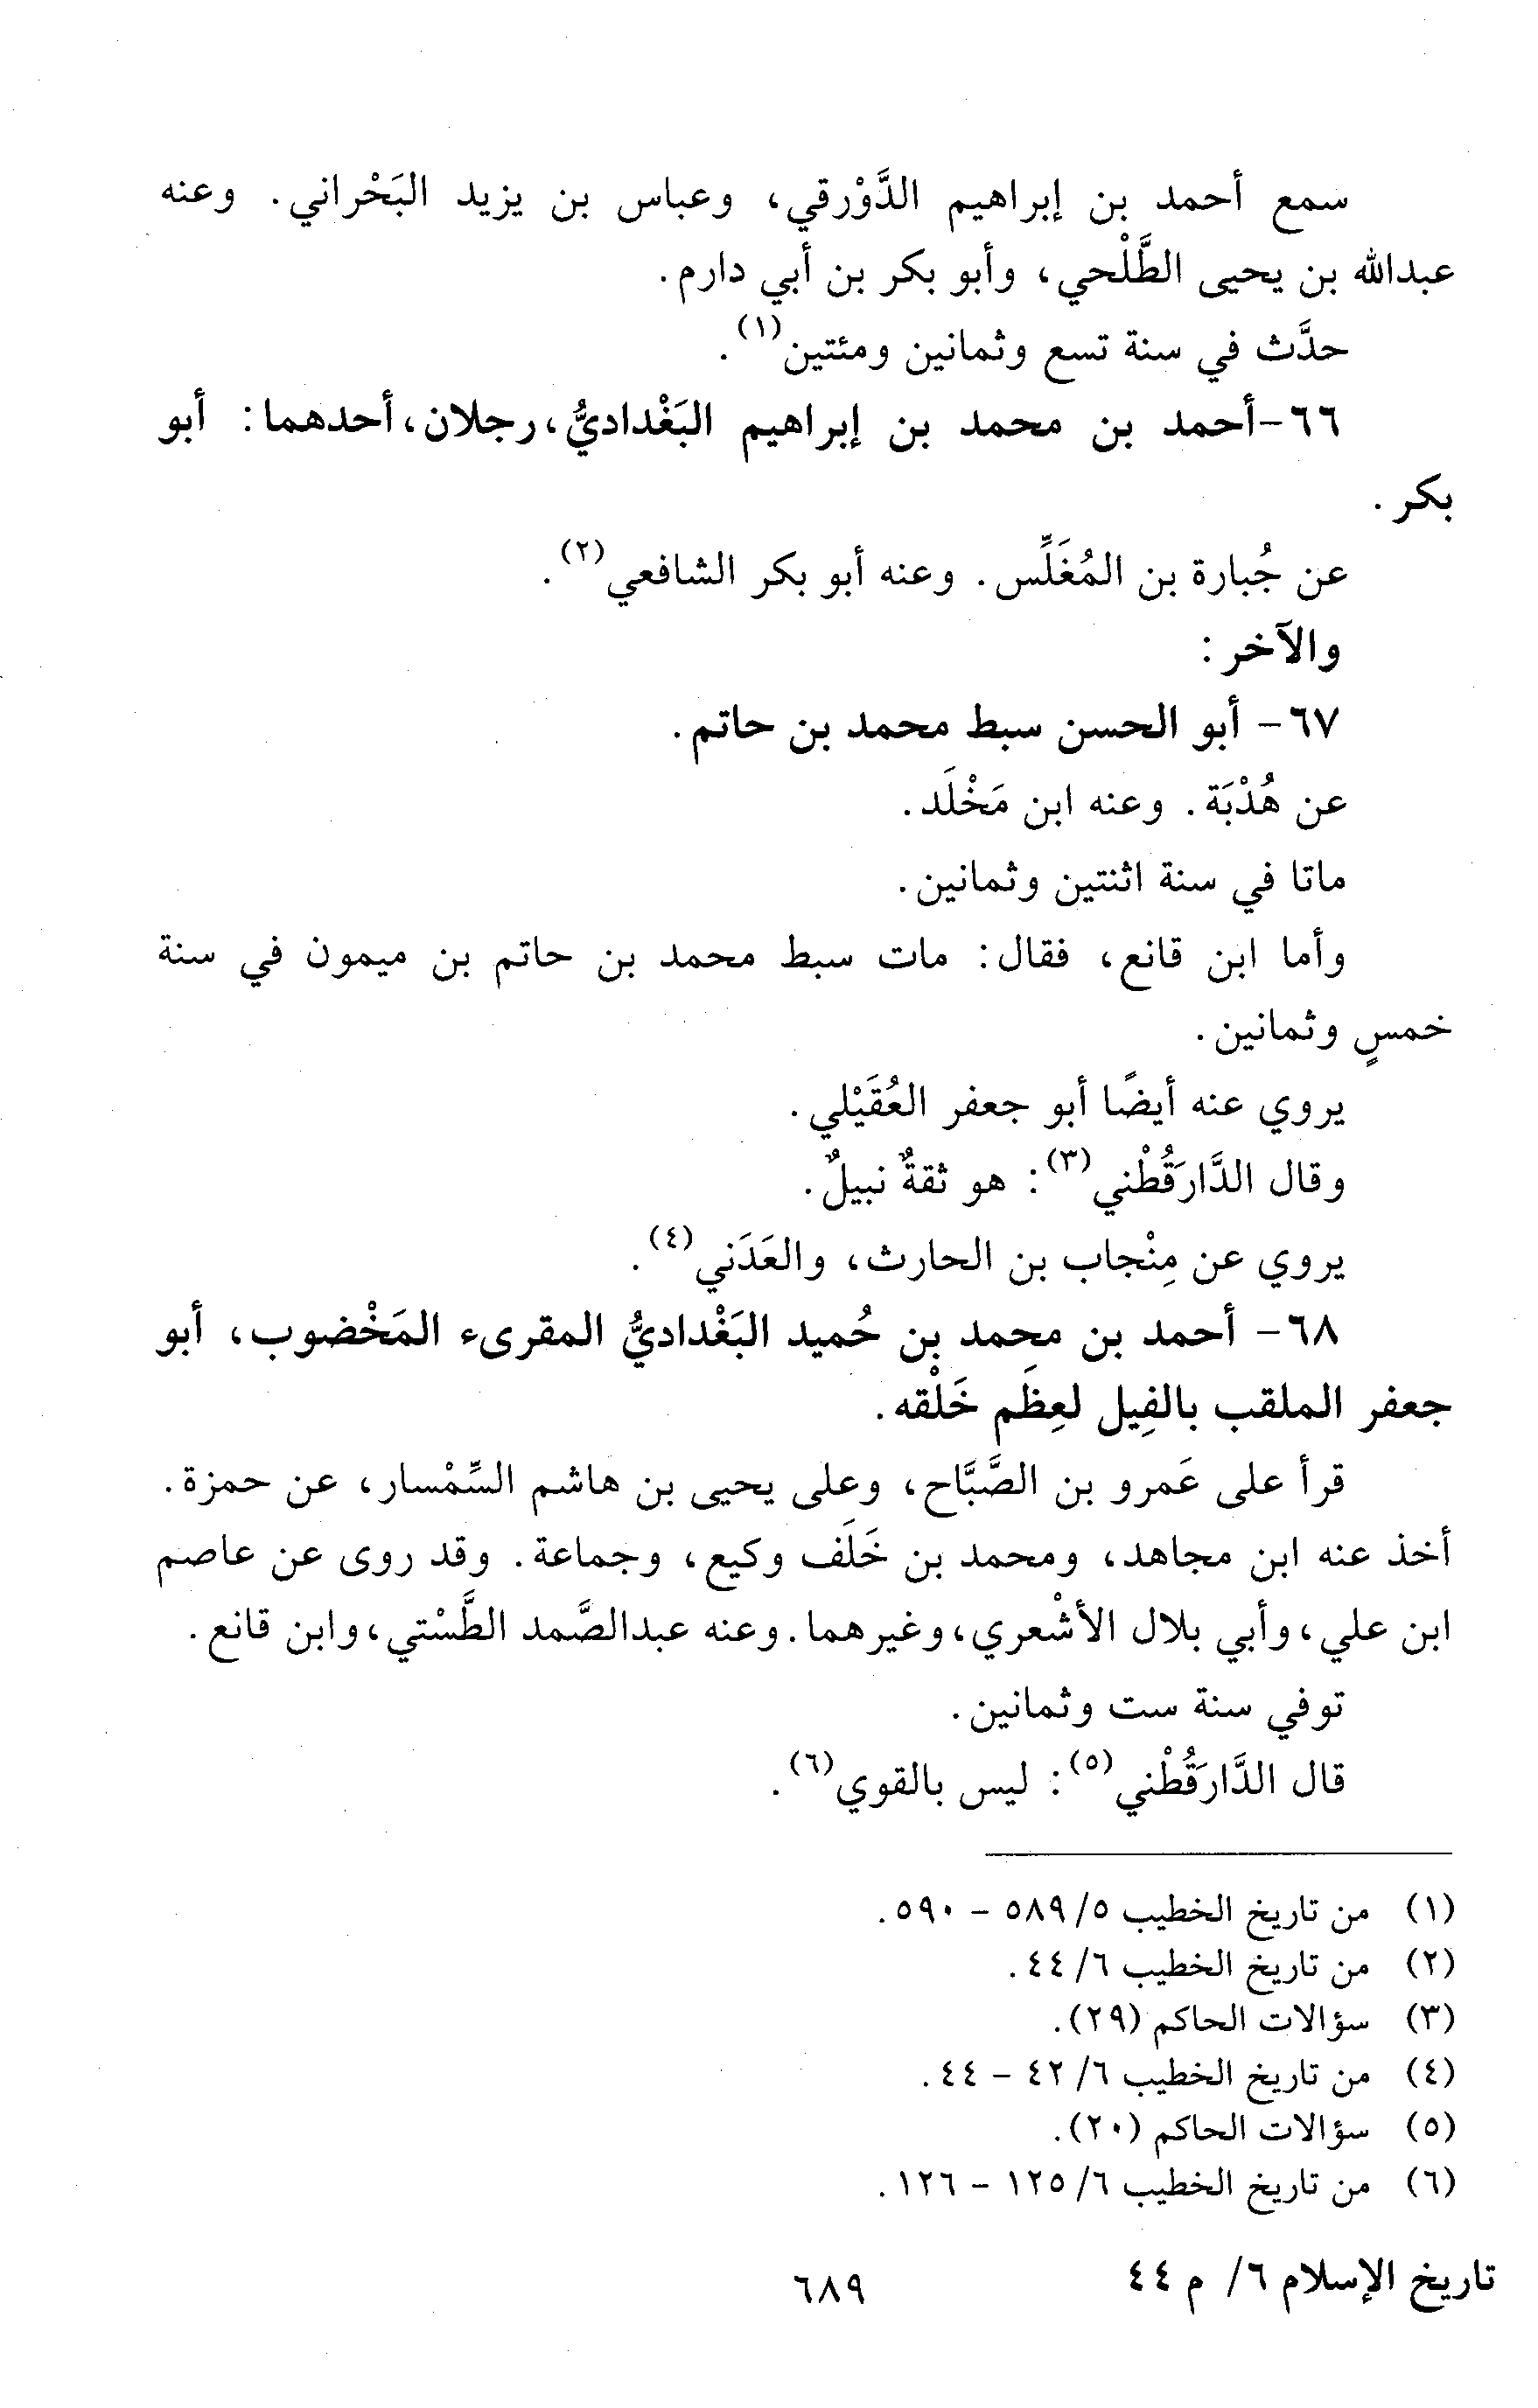 سمع أحمد بن إبراهيم الدَّوْرقي، وعباس بن يزيد البَحْراني. وعنه
عبدالله بن يحيى الطَّلْحي، وأبو بكر بن أبي دارم.
حدَّث في سنة تسع وثمانين ومئتين(١).
٦٦-أحمد بن محمد بن إبراهيم البَغْداديُّ، رجلان، أحدهما: أبو
بكر.
عن جُبارة بن المُغَلِّس. وعنه أبو بكر الشافعي(٢).
والآخر:
٦٧- أبو الحسن سبط محمد بن حاتم.
عن هُدْبَة. وعنه ابن مَخْلَد.
ماتا في سنة اثنتين وثمانين.
وأما ابن قانع، فقال: مات سبط محمد بن حاتم بن ميمون في سنة
خمسٍ وثمانين.
يروي عنه أيضًا أبو جعفر العُقَيْلي.
وقال الدَّارَقُطْني(٣): هو ثقةٌ نبيلٌ.
يروي عن مِنْجاب بن الحارث، والعَدَني(٤).
٦٨- أحمد بن محمد بن حُميد البَغْداديُّ المقرىء المَخْضوب، أبو
جعفر الملقب بالفِيل لعِظَم خَلْقه.
قرأ على عَمرو بن الصَّبَّاح، وعلى يحيى بن هاشم السِّمْسار، عن حمزة.
أخذ عنه ابن مجاهد، ومحمد بن خَلَف وكيع، وجماعة. وقد روى عن عاصم
ابن علي، وأبي بلال الأشْعري، وغيرهما. وعنه عبدالصَّمد الطَّسْتي، وابن قانع.
توفي سنة ست وثمانين.
قال الدَّارَقُطْني(٥): ليس بالقوي(٦).
(١) من تاريخ الخطيب ٥/ ٥٨٩ - ٥٩٠.
(٢) من تاريخ الخطيب ٦/ ٤٤.
(٣) سؤالات الحاكم (٢٩).
(٤) من تاريخ الخطيب ٦/ ٤٢ - ٤٤.
(٥) سؤالات الحاكم (٢٠).
(٦) من تاريخ الخطيب ٦/ ١٢٥ - ١٢٦.
تاريخ الإسلام ٦/ م ٤٤
٦٨٩